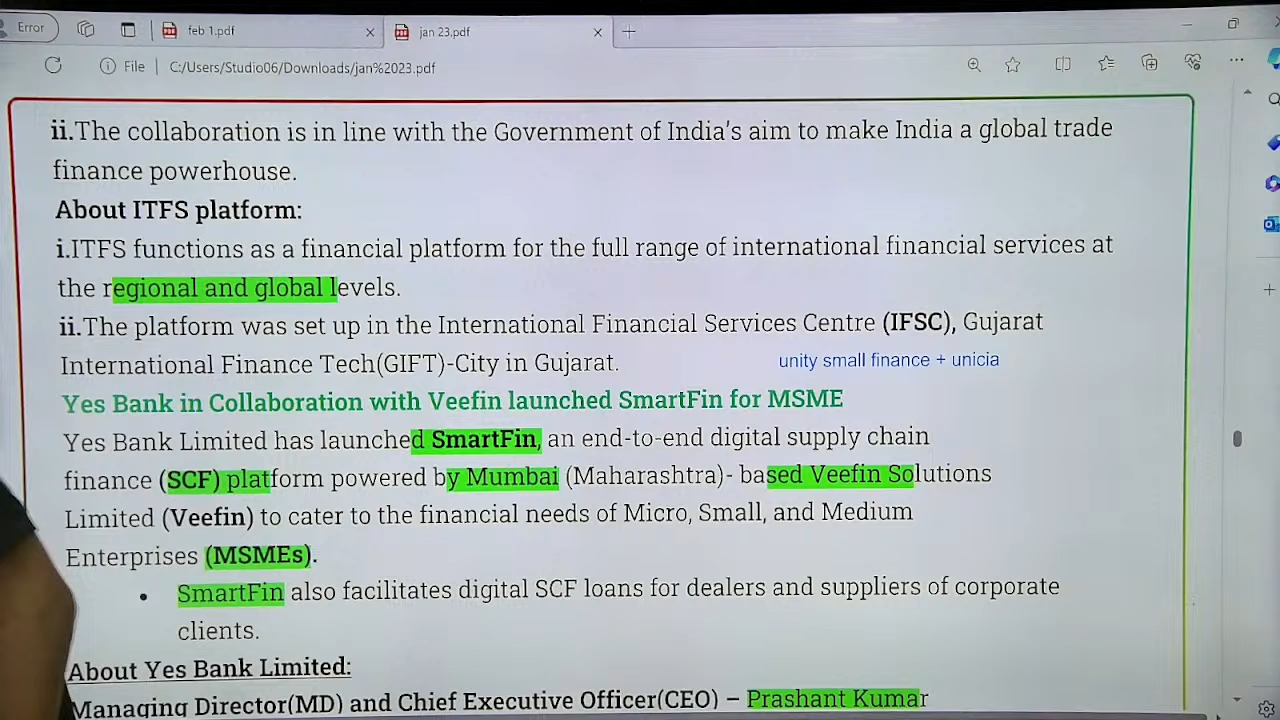 Error
feb 1.pdf
jan 23.pdf
File
C:/Users/Studio06/Downloads/jan%2023.pdf
ii.The collaboration is in line with the Government of India's aim to make India a global trade
finance powerhouse.
About ITFS platform:
i.ITFS functions as a financial platform for the full range of international financial services at
the regional and global levels.
ii.The platform was set up in the International Financial Services Centre (IFSC), Gujarat
International Finance Tech(GIFT)-City in Gujarat.
unity small finance + unicia
Yes Bank in Collaboration with Veefin launched SmartFin for MSME
Yes Bank Limited has launched SmartFin, an end-to-end digital supply chain
finance (SCF) platform powered by Mumbai (Maharashtra)- based Veefin Solutions
Limited (Veefin) to cater to the financial needs of Micro, Small, and Medium
Enterprises (MSMEs).
• SmartFin also facilitates digital SCF loans for dealers and suppliers of corporate
clients.
About Yes Bank Limited:
Managing Director(MD) and Chief Executive Officer(CEO) – Prashant Kumar